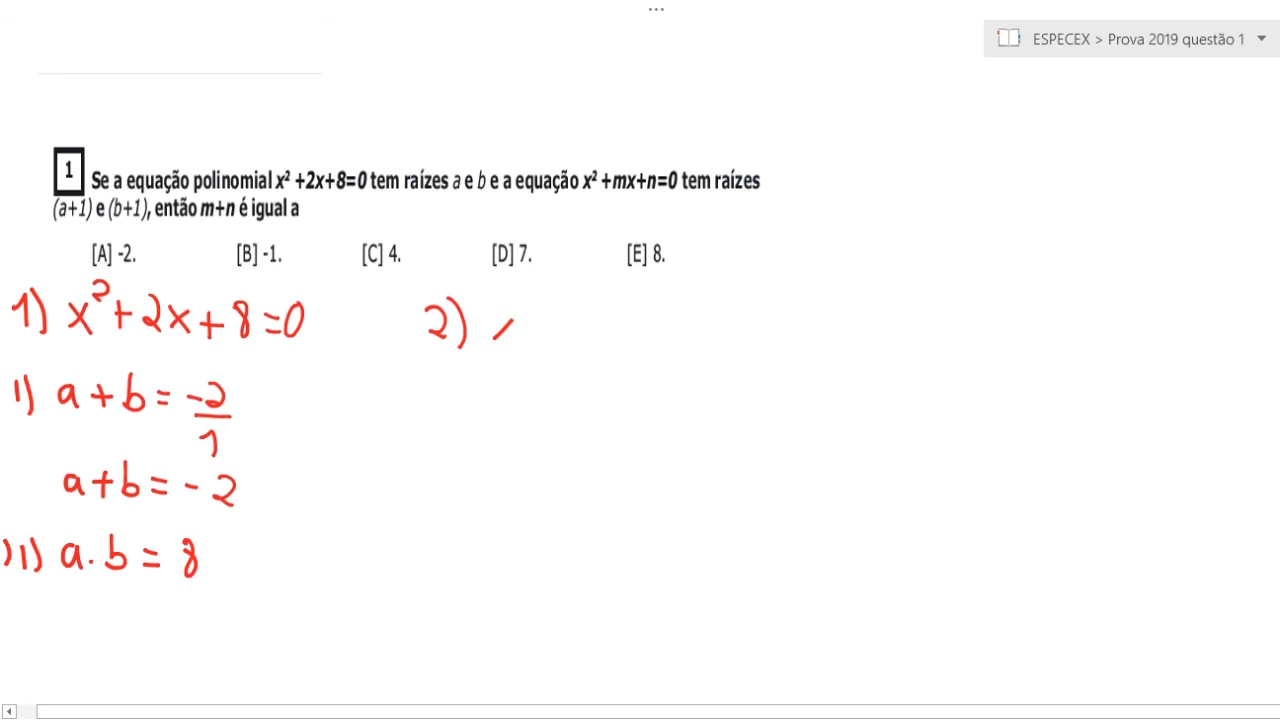 ...
ESPECEX > Prova 2019 questão 1
1 Se a equação polinomial x² +2x+8=0 tem raízes a e b e a equação x² +mx+n=0 tem raízes
(a+1) e (b+1), então m+n é igual a
[A] -2. [B] -1. [C] 4. [D] 7. [E] 8.
1) x² + 2x + 8 = 0
2)
I) a + b = -2/1
a + b = -2
II) a . b = 8